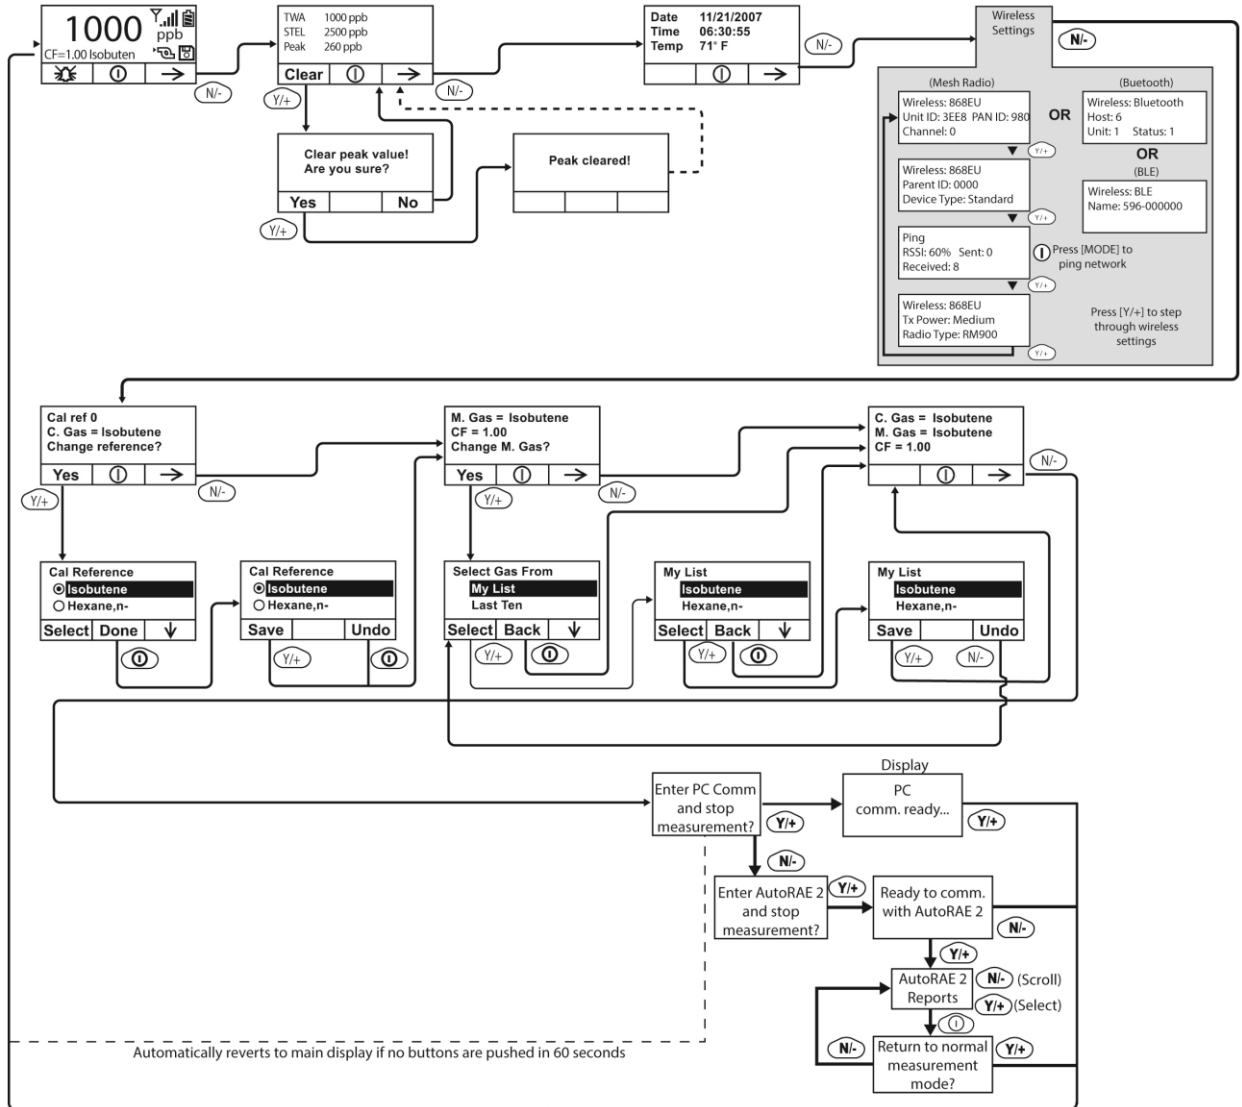 1000
ppb
CF=1.00 Isobuten
N/-
TWA 1000 ppb
STEL 2500 ppb
Peak 260 ppb
Clear
N/-
Y/+
Clear peak value!
Are you sure?
Yes No
Y/+
Peak cleared!
Date 11/21/2007
Time 06:30:55
Temp 71° F
N/-
Wireless
Settings
N/-
(Mesh Radio)
Wireless: 868EU
Unit ID: 3EE8 PAN ID: 980
Channel: 0
Y/+
OR
(Buetooth)
Wireless: Bluetooth
Host: 6
Unit: 1 Status: 1
OR
(BLE)
Wireless: BLE
Name: 596-000000
Wireless: 868EU
Parent ID: 0000
Device Type: Standard
Y/+
Ping
RSSI: 60% Sent: 0
Received: 8
Press [MODE] to
ping network
Y/+
Wireless: 868EU
Tx Power: Medium
Radio Type: RM900
Y/+
Press [Y/+] to step
through wireless
settings
Cal ref 0
C. Gas = Isobutene
Change reference?
Yes
N/-
Y/+
M. Gas = Isobutene
CF = 1.00
Change M. Gas?
Yes
N/-
Y/+
C. Gas = Isobutene
M. Gas = Isobutene
CF = 1.00
N/-
Cal Reference
Isobutene
Hexane,n-
Select Done
Cal Reference
Isobutene
Hexane,n-
Save Undo
Y/+
Select Gas From
My List
Last Ten
Select Back
Y/+
My List
Isobutene
Hexane,n-
Select Back
Y/+
My List
Isobutene
Hexane,n-
Save Undo
Y/+
N/-
Enter PC Comm
and stop
measurement?
Y/+
N/-
Display
PC
comm. ready...
Y/+
Enter AutoRAE 2
and stop
measurement?
Y/+
Ready to comm.
with AutoRAE 2
N/-
Y/+
AutoRAE 2
Reports
N/- (Scroll)
Y/+ (Select)
Return to normal
measurement
mode?
N/-
Y/+
Automatically reverts to main display if no buttons are pushed in 60 seconds